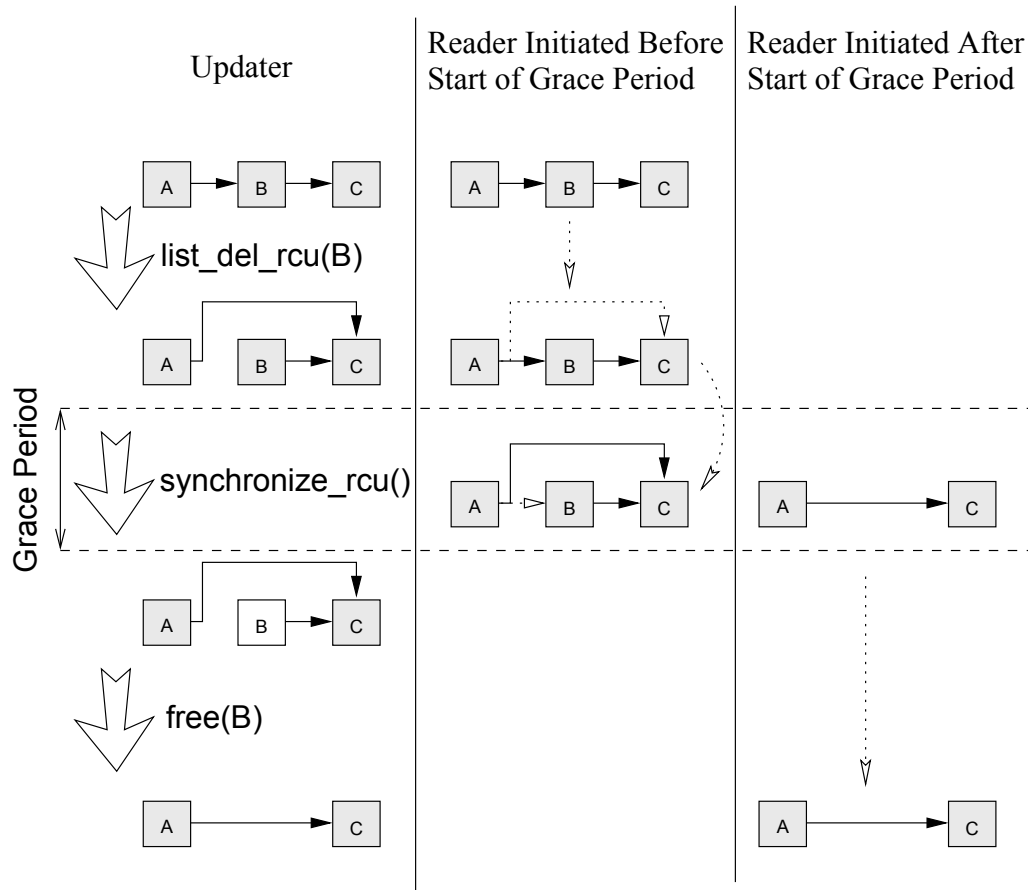 Updater
Reader Initiated Before
Start of Grace Period
Reader Initiated After
Start of Grace Period
A B C
A B C
list_del_rcu(B)
A B C
A B C
Grace Period
synchronize_rcu()
A B C
A C
A B C
free(B)
A C
A C